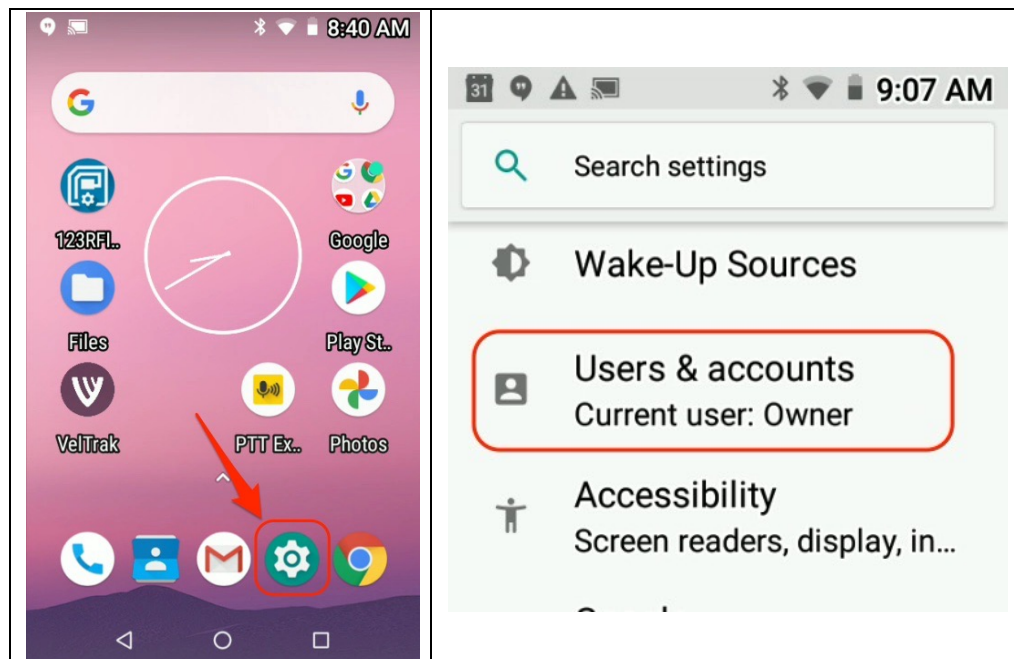 8:40 AM
G
123RFI..
Google
Files
Play St..
VelTrak
PTT Ex..
Photos
31
9:07 AM
Search settings
Wake-Up Sources
Users & accounts
Current user: Owner
Accessibility
Screen readers, display, in...